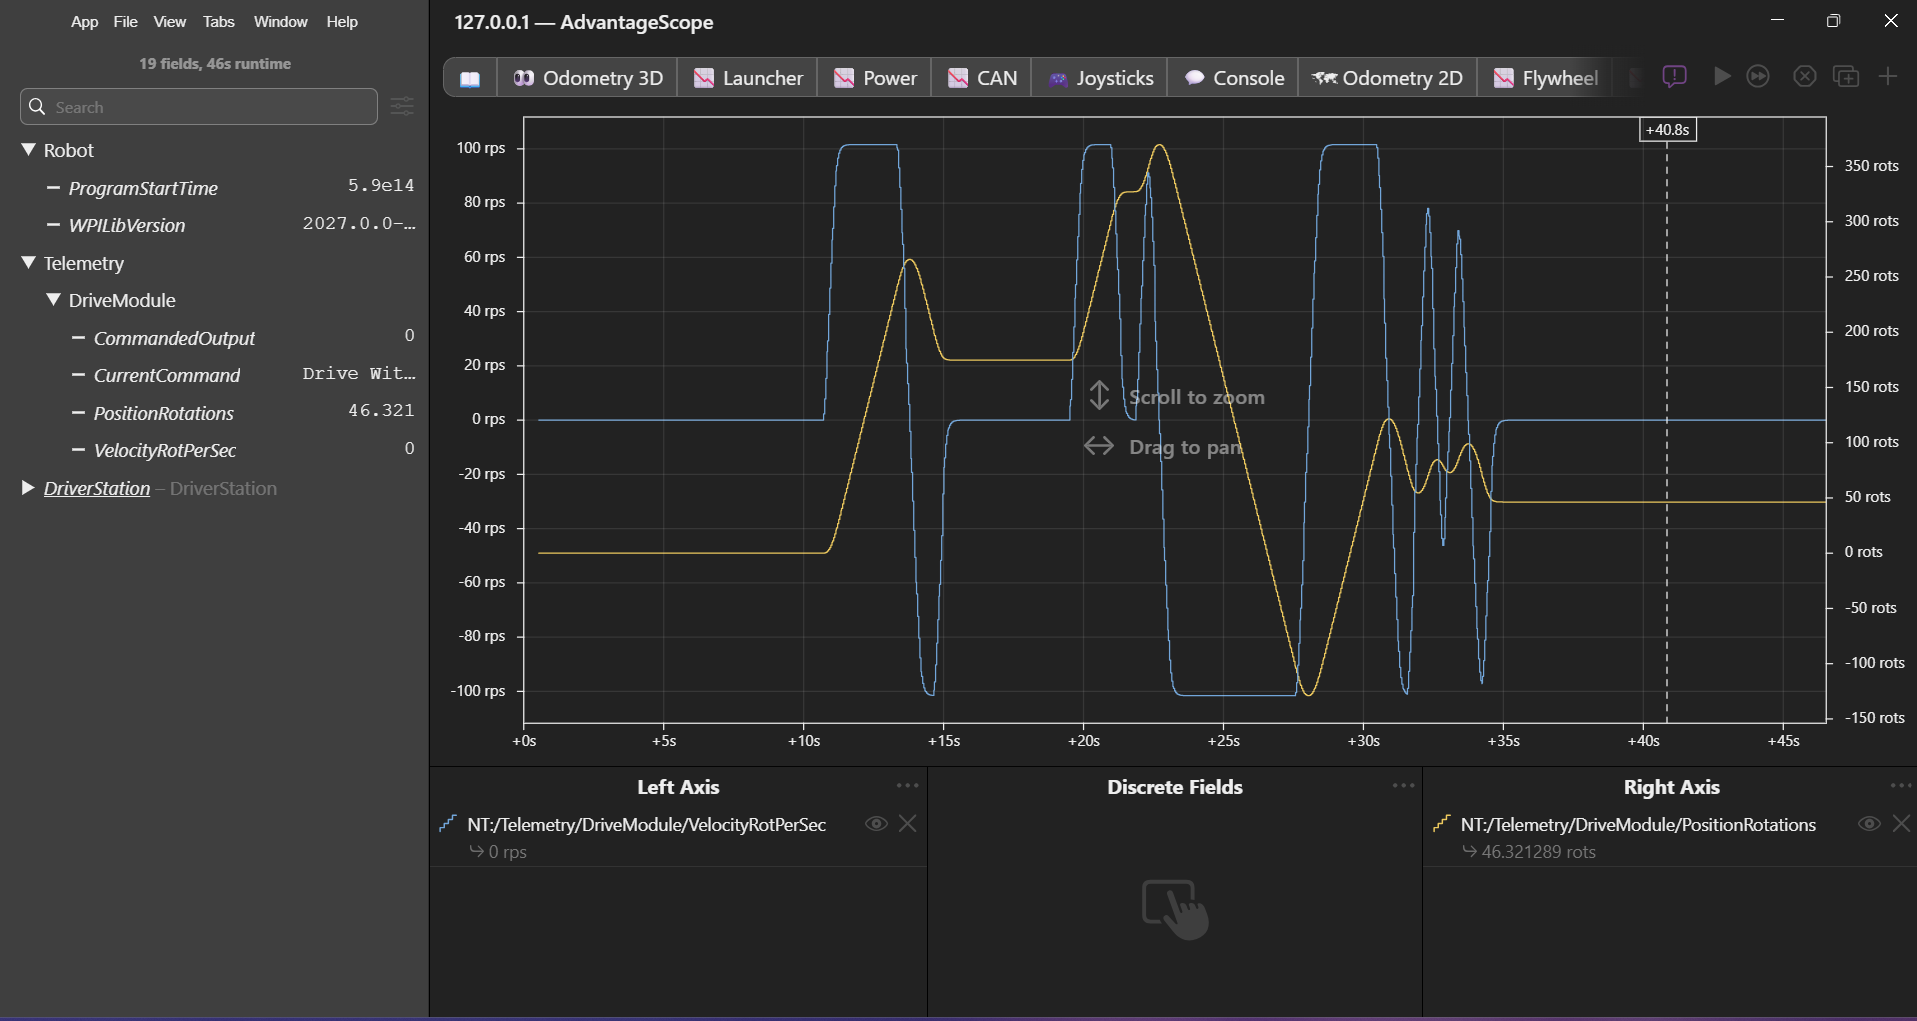 App File View Tabs Window Help
127.0.0.1 — AdvantageScope
19 fields, 46s runtime
Search
Odometry 3D Launcher Power CAN Joysticks Console Odometry 2D Flywheel
Robot
ProgramStartTime 5.9e14
WPILibVersion 2027.0.0-…
Telemetry
DriveModule
CommandedOutput 0
CurrentCommand Drive Wit…
PositionRotations 46.321
VelocityRotPerSec 0
DriverStation – DriverStation
+40.8s
100 rps
80 rps
60 rps
40 rps
20 rps
0 rps
-20 rps
-40 rps
-60 rps
-80 rps
-100 rps
Scroll to zoom
Drag to pan
350 rots
300 rots
250 rots
200 rots
150 rots
100 rots
50 rots
0 rots
-50 rots
-100 rots
-150 rots
+0s +5s +10s +15s +20s +25s +30s +35s +40s +45s
Left Axis
NT:/Telemetry/DriveModule/VelocityRotPerSec
0 rps
Discrete Fields
Right Axis
NT:/Telemetry/DriveModule/PositionRotations
46.321289 rots